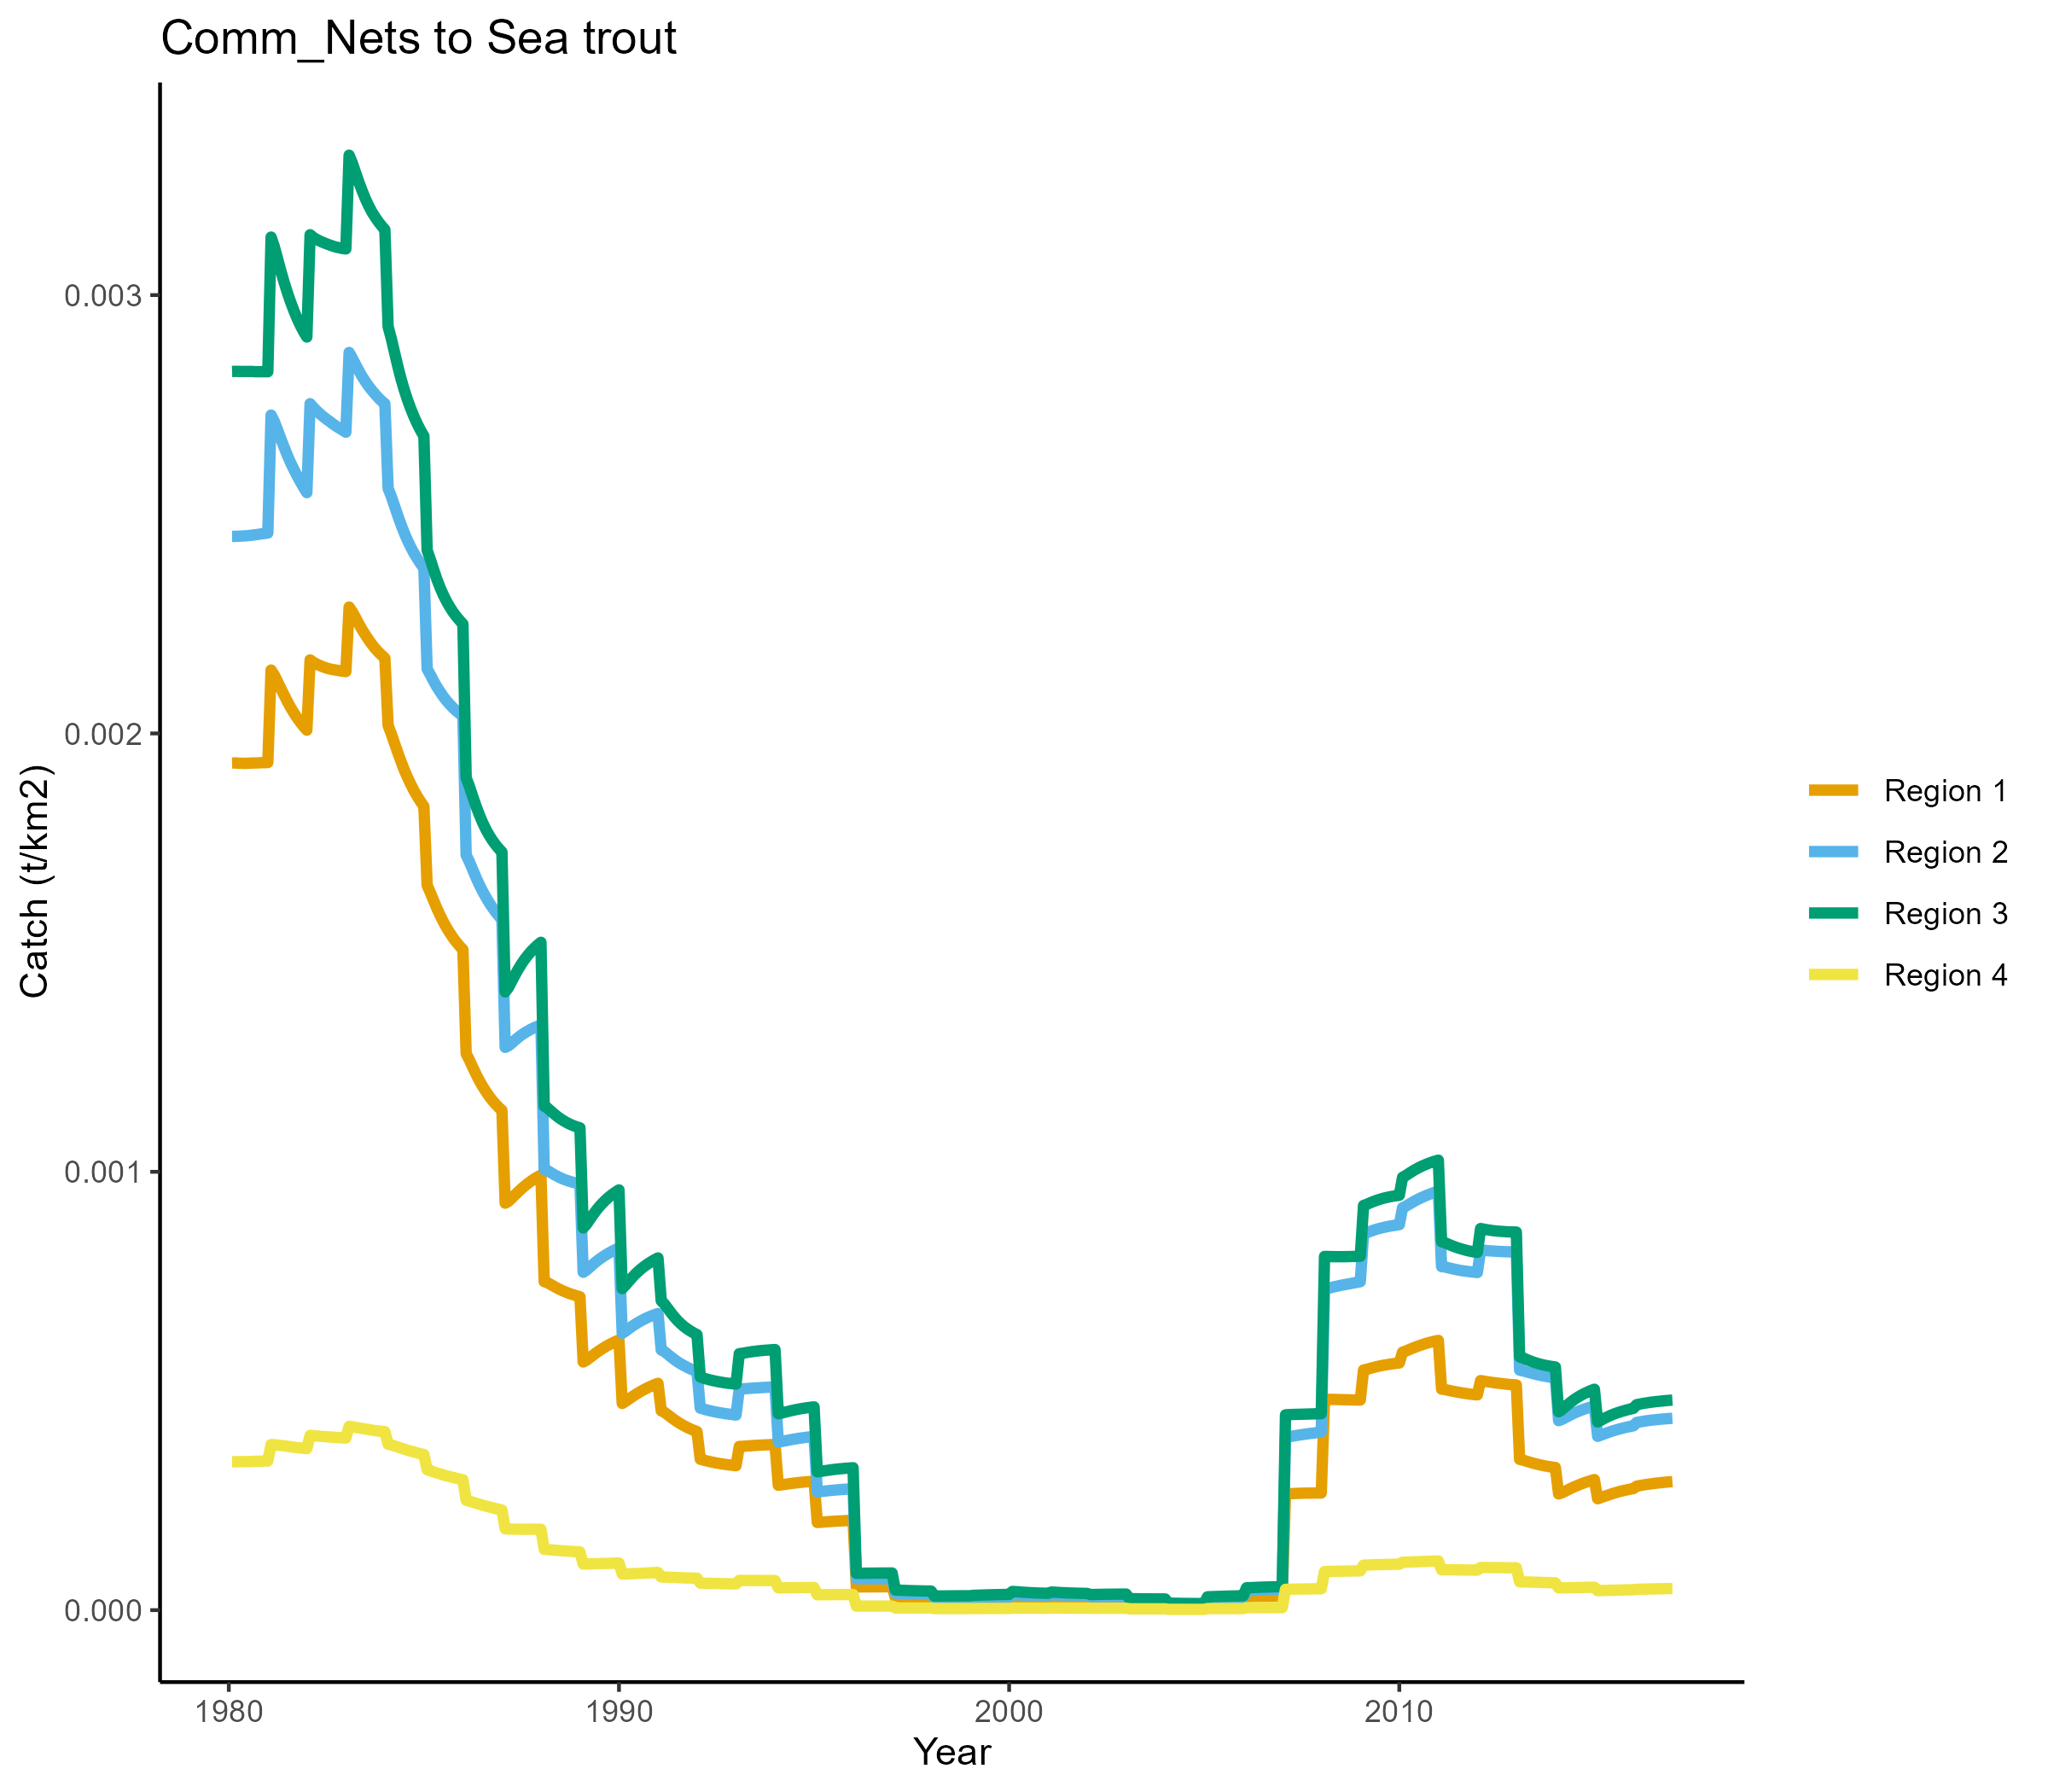 Comm_Nets to Sea trout
Catch (t/km2)
0.003
0.002
0.001
0.000
1980
1990
2000
2010
Year
Region 1
Region 2
Region 3
Region 4